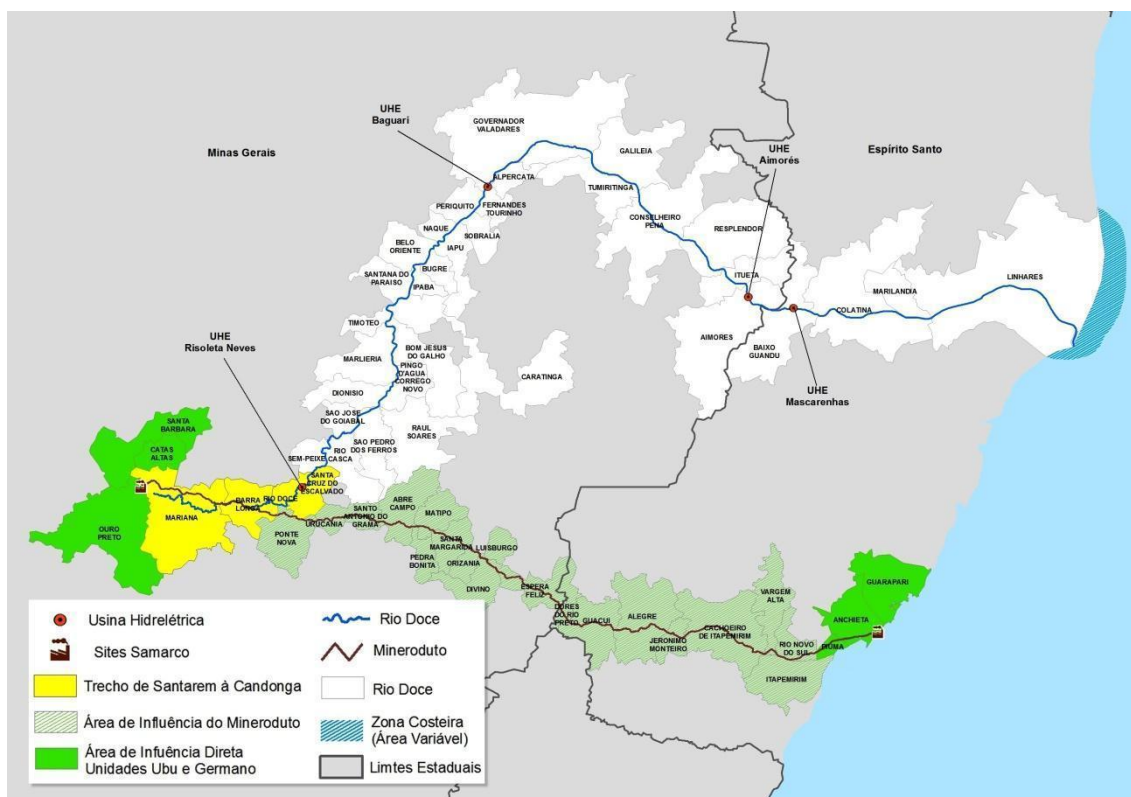 UHE
Baguari
GOVERNADOR
VALADARES
Minas Gerais
GALILEIA
UHE
Aimorés
Espírito Santo
ALPERCATA
TUMIRITINGA
PERIQUITO
FERNANDES
TOURINHO
CONSELHEIRO
PENA
NAQUE
RESPLENDOR
SOBRALIA
BELO
ORIENTE
IAPU
BUGRE
ITUETA
LINHARES
SANTANA DO
PARAISO
IPABA
MARILANDIA
COLATINA
TIMOTEO
AIMORES
BAIXO
GUANDU
UHE
Risoleta Neves
BOM JESUS
DO GALHO
MARLIERIA
PINGO
D'AGUA
CORREGO
NOVO
CARATINGA
UHE
Mascarenhas
DIONISIO
SAO JOSE
DO GOIABAL
RAUL
SOARES
SANTA
BARBARA
SAO PEDRO
DOS FERROS
RIO
CASCA
SEM-PEIXE
CATAS
ALTAS
SANTA
CRUZ DO
ESCALVADO
BARRA
LONGA
RIO DOCE
ABRE
CAMPO
MARIANA
SANTO
ANTONIO DO
GRAMA
MATIPO
URUCANIA
OURO
PRETO
PONTE
NOVA
SANTA
MARGARIDA
LUISBURGO
PEDRA
BONITA
ORIZANIA
DIVINO
ESPERA
FELIZ
GUARAPARI
VARGEM
ALTA
DORES
DO RIO
PRETO
GUACUI
ALEGRE
ANCHIETA
CACHOEIRO
DE ITAPEMIRIM
JERONIMO
MONTEIRO
RIO NOVO
DO SUL
PIUMA
ITAPEMIRIM
Usina Hidrelétrica
Rio Doce
Sites Samarco
Mineroduto
Trecho de Santarem à Candonga
Rio Doce
Área de Influência do Mineroduto
Zona Costeira
(Área Variável)
Área de Infuência Direta
Unidades Ubu e Germano
Limtes Estaduais